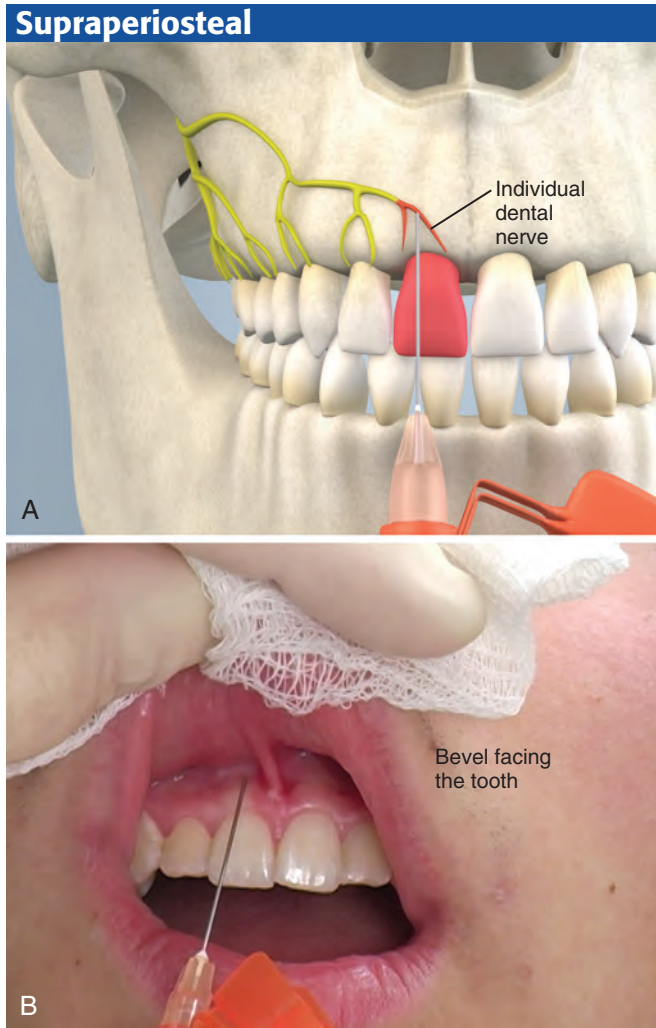 Supraperiosteal
Individual
dental
nerve
A
Bevel facing
the tooth
B